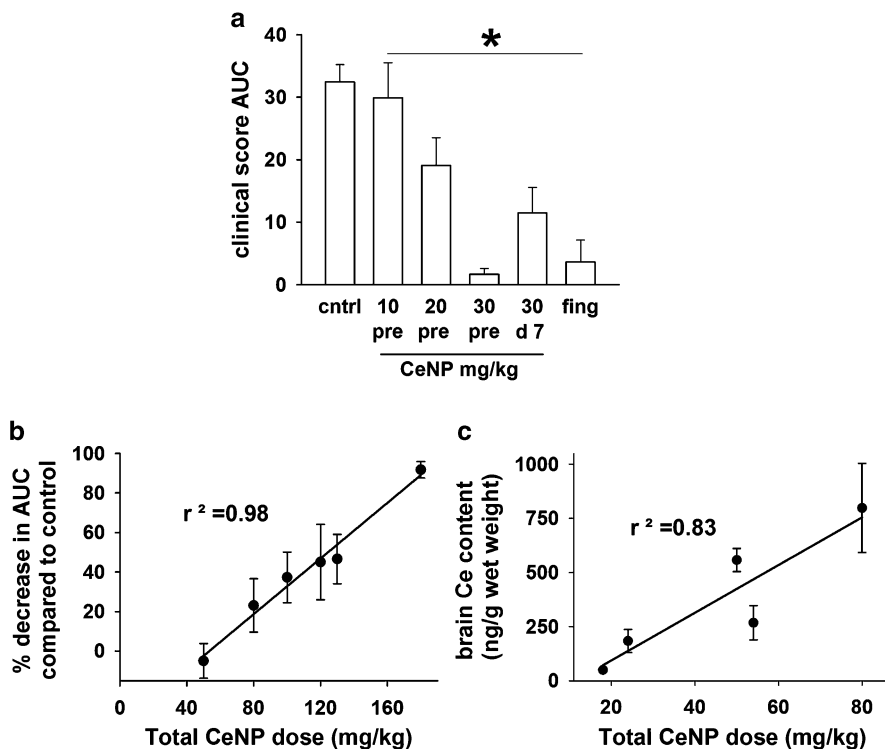 a
*
clinical score AUC
40
30
20
10
0
cntrl 10 20 30 30 fing
pre pre pre d 7
CeNP mg/kg
b
% decrease in AUC
compared to control
100
80
60
40
20
0
r ² =0.98
0 40 80 120 160
Total CeNP dose (mg/kg)
c
brain Ce content
(ng/g wet weight)
1000
750
500
250
0
r ² =0.83
20 40 60 80
Total CeNP dose (mg/kg)